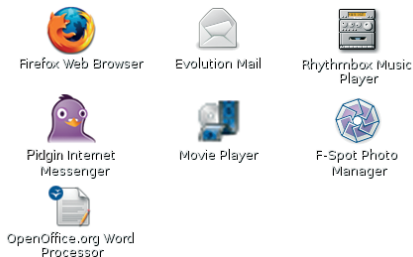 Firefox Web Browser
Evolution Mail
Rhythmbox Music
Player
Pidgin Internet
Messenger
Movie Player
F-Spot Photo
Manager
OpenOffice.org Word
Processor